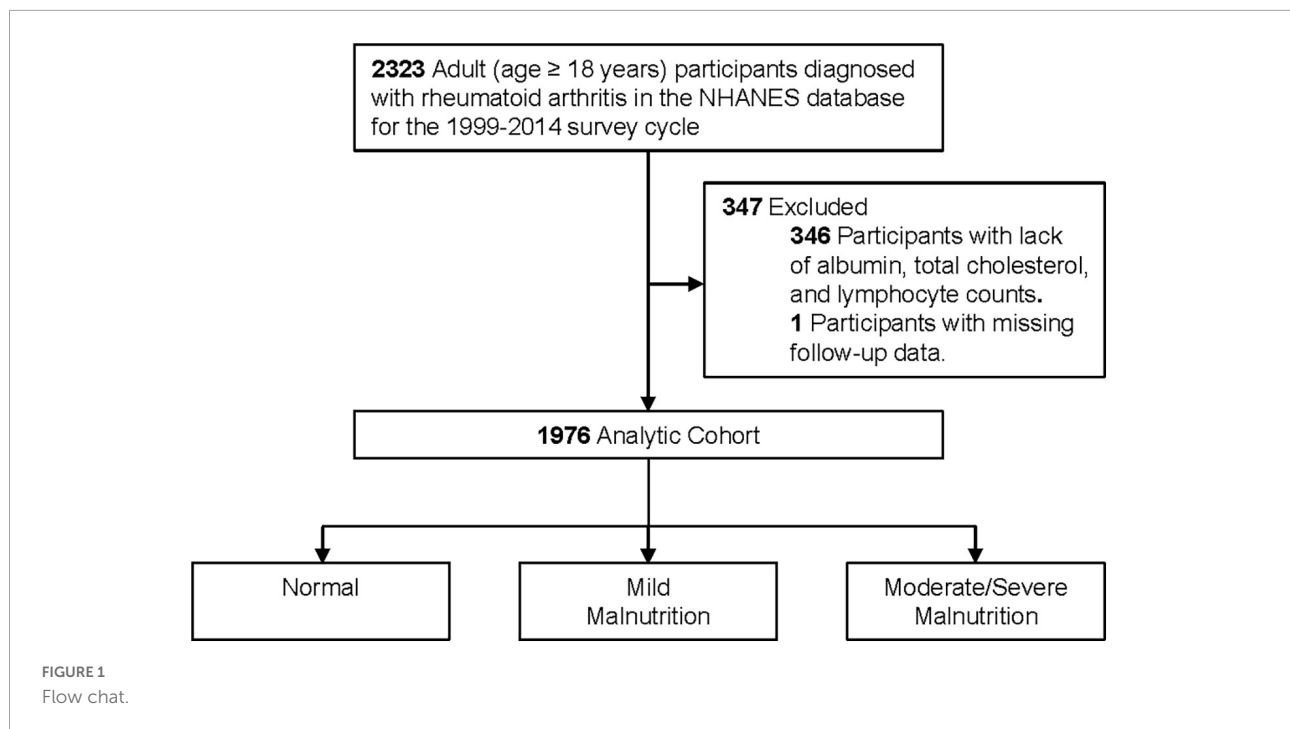 2323 Adult (age ≥ 18 years) participants diagnosed
with rheumatoid arthritis in the NHANES database
for the 1999-2014 survey cycle
347 Excluded
346 Participants with lack
of albumin, total cholesterol,
and lymphocyte counts.
1 Participants with missing
follow-up data.
1976 Analytic Cohort
Normal
Mild
Malnutrition
Moderate/Severe
Malnutrition
FIGURE 1
Flow chat.